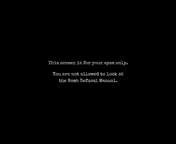 This screen is for your eyes only.
You are not allowed to look at
the Bomb Defusal Manual.